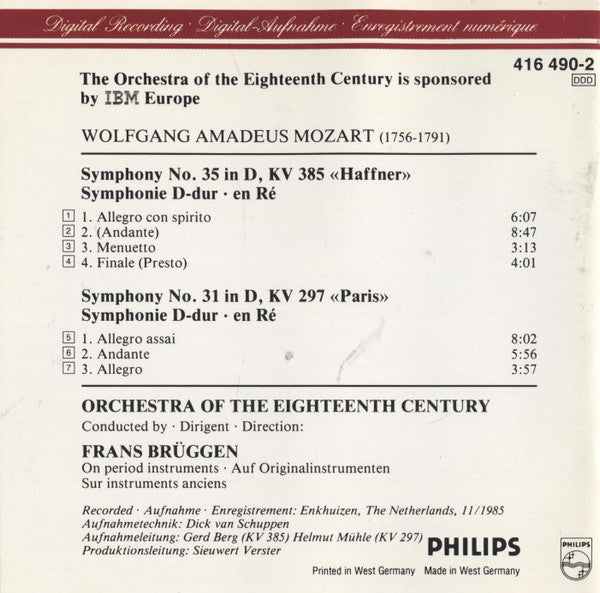 Digital Recording · Digital-Aufnahme · Enregistrement numérique
416 490-2
DDD
The Orchestra of the Eighteenth Century is sponsored
by IBM Europe
WOLFGANG AMADEUS MOZART (1756-1791)
Symphony No. 35 in D, KV 385 «Haffner»
Symphonie D-dur · en Ré
1 1. Allegro con spirito 6:07
2 2. (Andante) 8:47
3 3. Menuetto 3:13
4 4. Finale (Presto) 4:01
Symphony No. 31 in D, KV 297 «Paris»
Symphonie D-dur · en Ré
5 1. Allegro assai 8:02
6 2. Andante 5:56
7 3. Allegro 3:57
ORCHESTRA OF THE EIGHTEENTH CENTURY
Conducted by · Dirigent · Direction:
FRANS BRÜGGEN
On period instruments · Auf Originalinstrumenten
Sur instruments anciens
Recorded · Aufnahme · Enregistrement: Enkhuizen, The Netherlands, 11/1985
Aufnahmetechnik: Dick van Schuppen
Aufnahmeleitung: Gerd Berg (KV 385) Helmut Mühle (KV 297)
Produktionsleitung: Sieuwert Verster
PHILIPS
PHILIPS
Printed in West Germany Made in West Germany